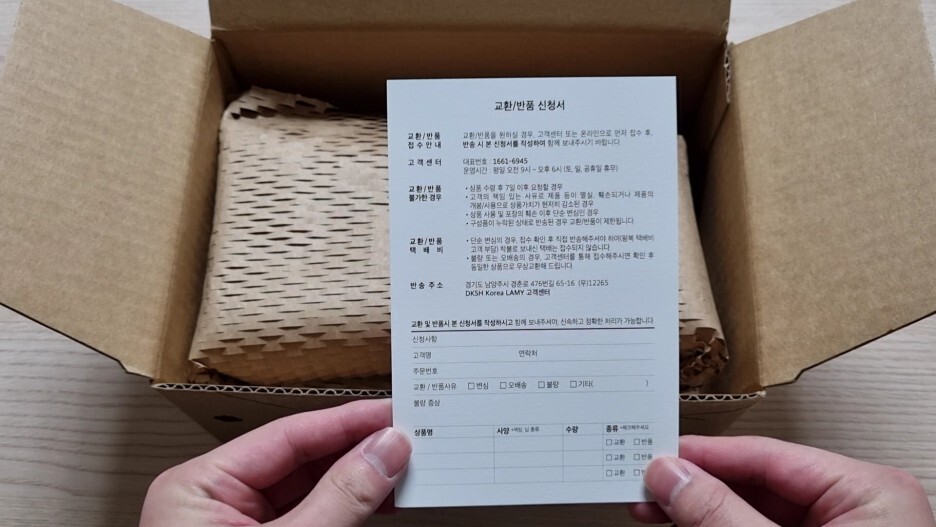 교환/반품 신청서
교환/반품
접수안내
교환/반품을 원하실 경우, 고객센터 또는 온라인으로 먼저 접수 후,
반송 시 본 신청서를 작성하여 함께 보내주시기 바랍니다
고객센터
대표번호 : 1661-6945
운영시간 : 평일 오전 9시 ~ 오후 6시 (토, 일, 공휴일 휴무)
교환/반품
불가한 경우
• 상품 수령 후 7일 이후 요청할 경우
• 고객의 책임 있는 사유로 제품 등이 멸실, 훼손되거나 제품의
개봉/사용으로 상품가치가 현저히 감소된 경우
• 상품 사용 및 포장의 훼손 이후 단순 변심인 경우
• 구성품이 누락된 상태로 반송된 경우 교환/반품이 제한됩니다
교환/반품
택배비
• 단순 변심의 경우, 접수 확인 후 직접 반송해주셔야 하며(왕복 택배비
고객 부담) 착불로 보내신 택배는 접수되지 않습니다.
• 불량 또는 오배송의 경우, 고객센터를 통해 접수해주시면 확인 후
동일한 상품으로 무상교환해 드립니다
반송주소
경기도 남양주시 경춘로 476번길 65-16 (우)12265
DKSH Korea LAMY 고객센터
교환 및 반품시 본 신청서를 작성하시고 함께 보내주셔야, 신속하고 정확한 처리가 가능합니다
신청사항
고객명 연락처
주문번호
교환 / 반품사유 □ 변심 □ 오배송 □ 불량 □ 기타( )
불량 증상
상품명 사양 *색상, 닙 종류 수량 종류 *체크해주세요
□ 교환 □ 반품
□ 교환 □ 반품
□ 교환 □